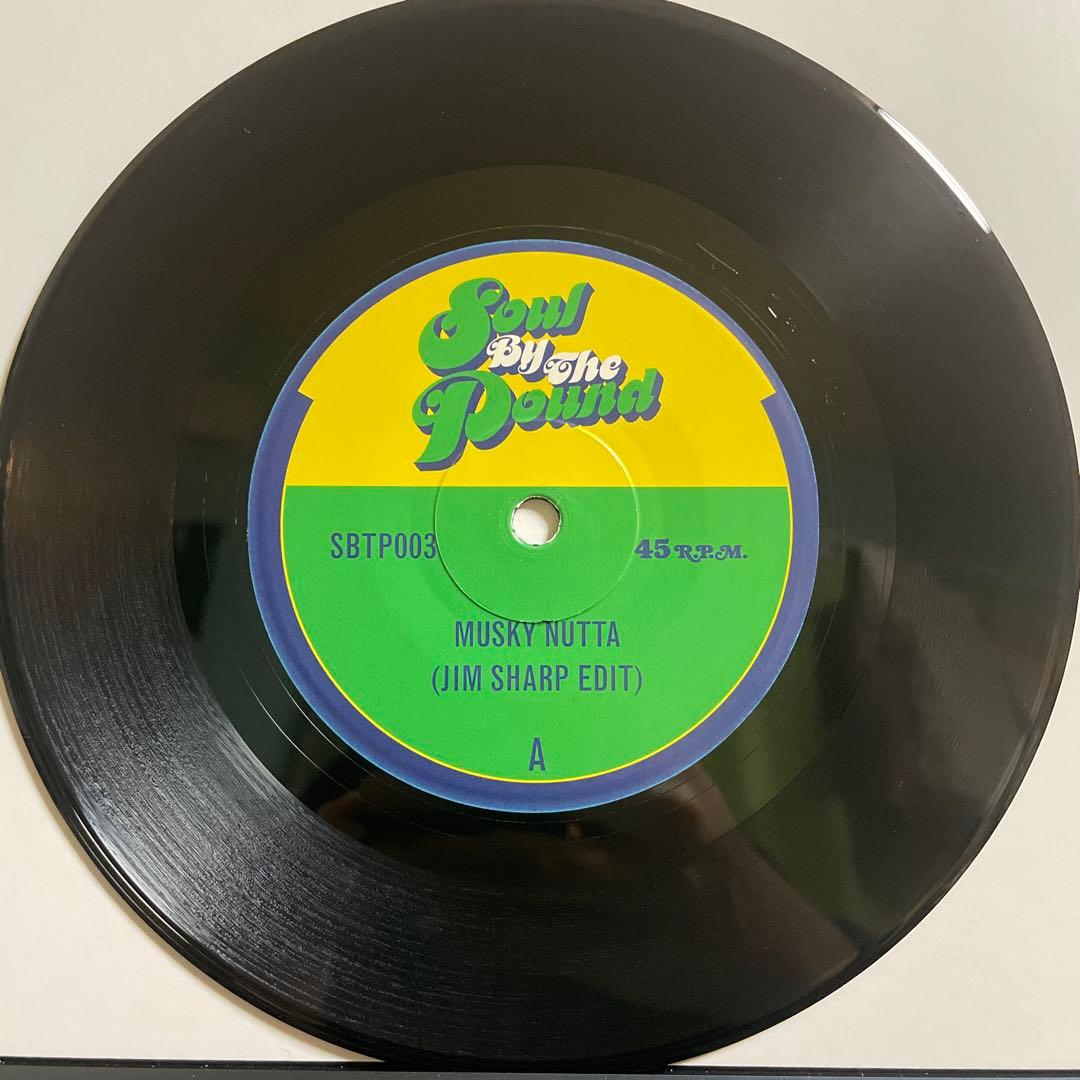 Soul
By The
Pound
SBTP003
45 R.P.M.
MUSKY NUTTA
(JIM SHARP EDIT)
A